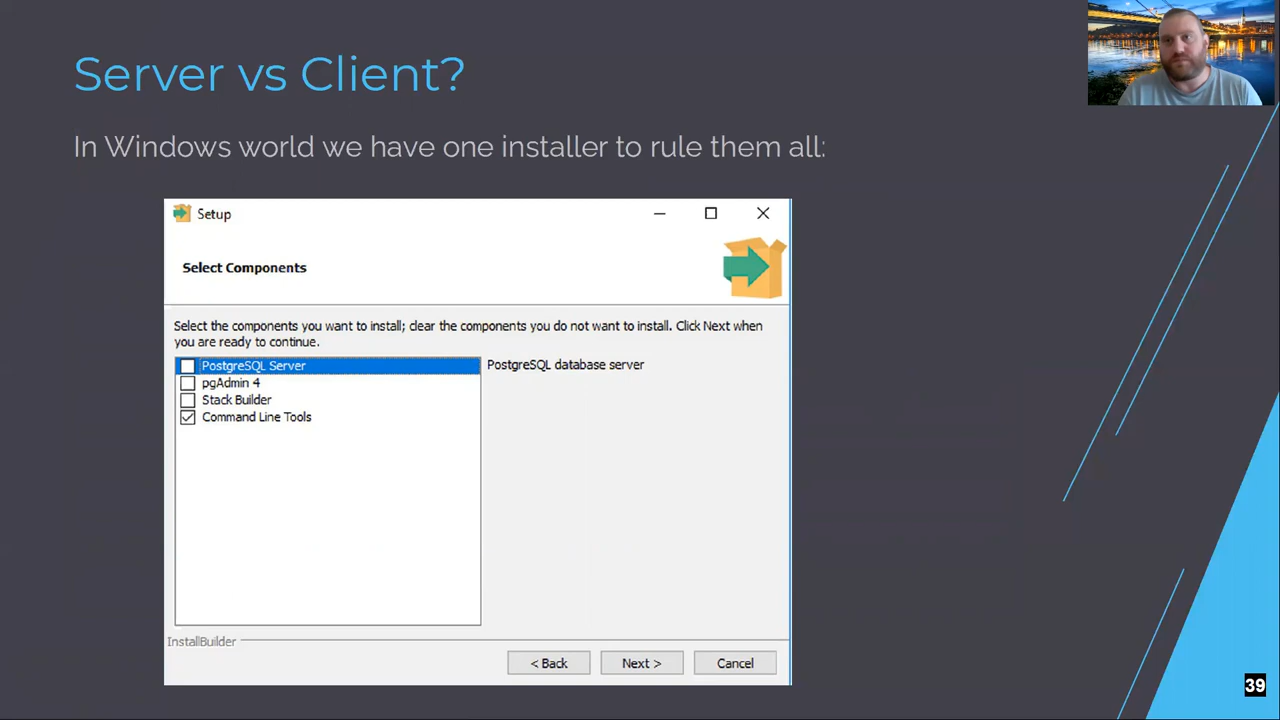 Server vs Client?
In Windows world we have one installer to rule them all:
Setup
Select Components
Select the components you want to install; clear the components you do not want to install. Click Next when
you are ready to continue.
PostgreSQL Server
PostgreSQL database server
pgAdmin 4
Stack Builder
Command Line Tools
InstallBuilder
< Back
Next >
Cancel
39